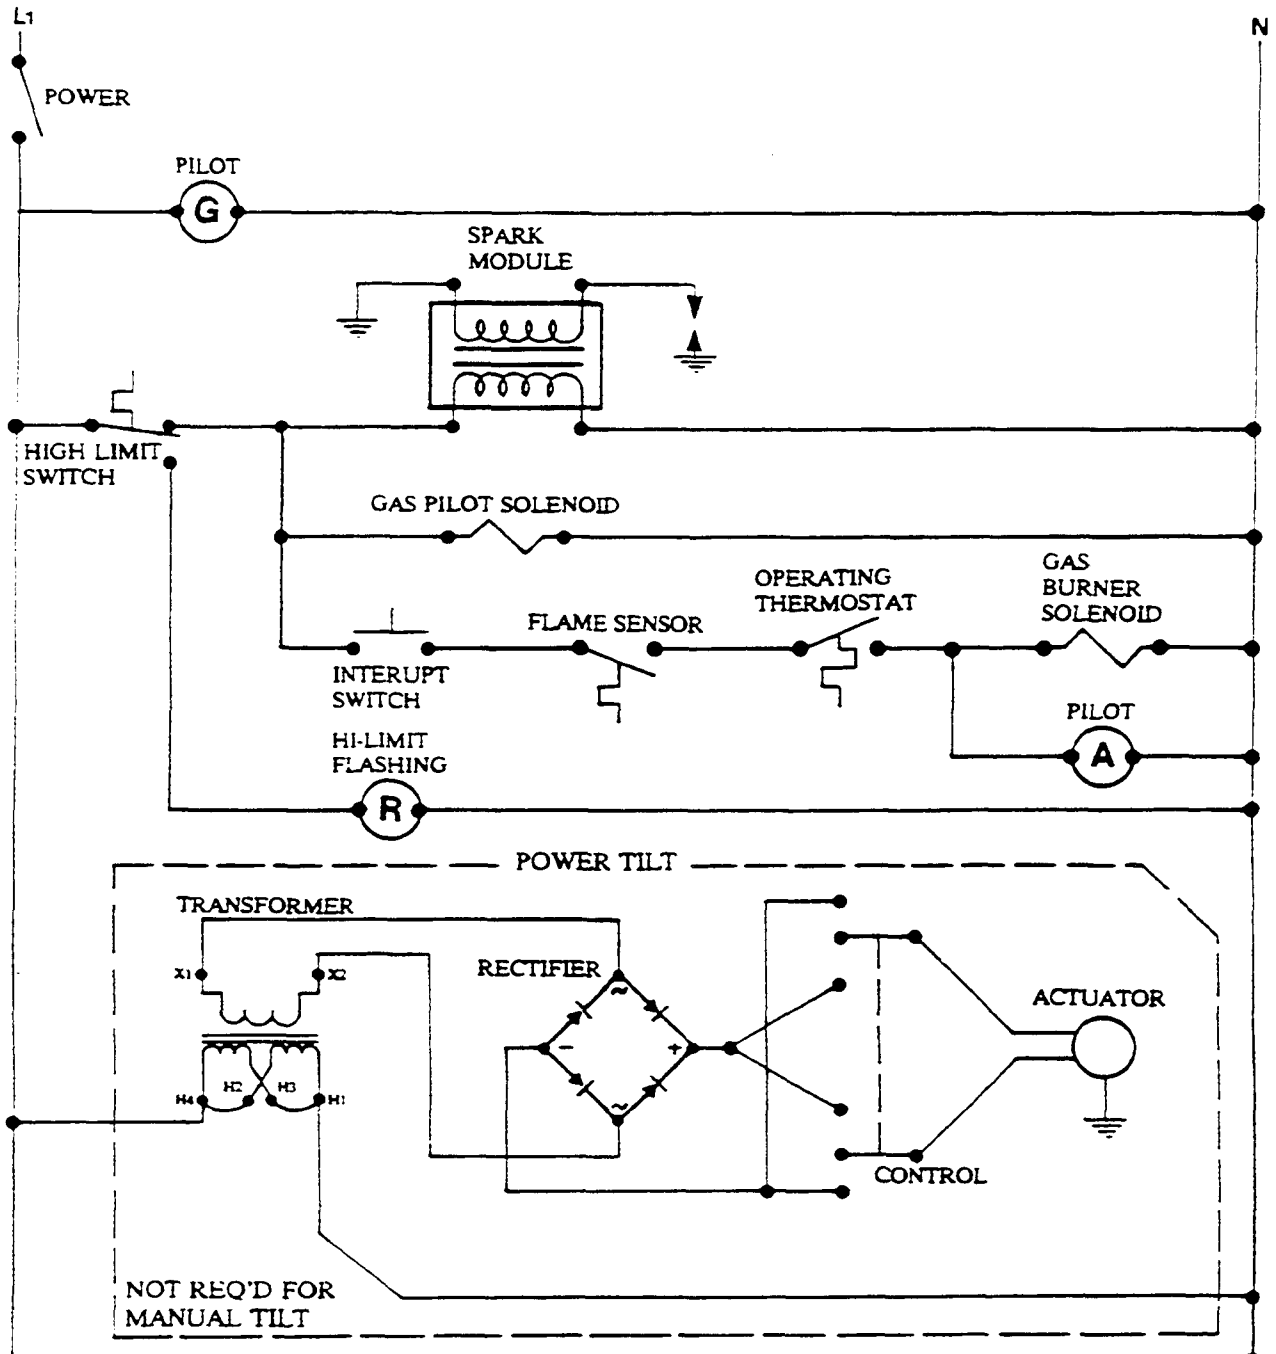 L1
N
POWER
PILOT
G
SPARK
MODULE
HIGH LIMIT
SWITCH
GAS PILOT SOLENOID
GAS
BURNER
SOLENOID
OPERATING
THERMOSTAT
FLAME SENSOR
INTERUPT
SWITCH
PILOT
A
HI-LIMIT
FLASHING
R
POWER TILT
TRANSFORMER
X1
X2
RECTIFIER
~
-
+
~
ACTUATOR
H4
H2
H3
H1
CONTROL
NOT REQ'D FOR
MANUAL TILT